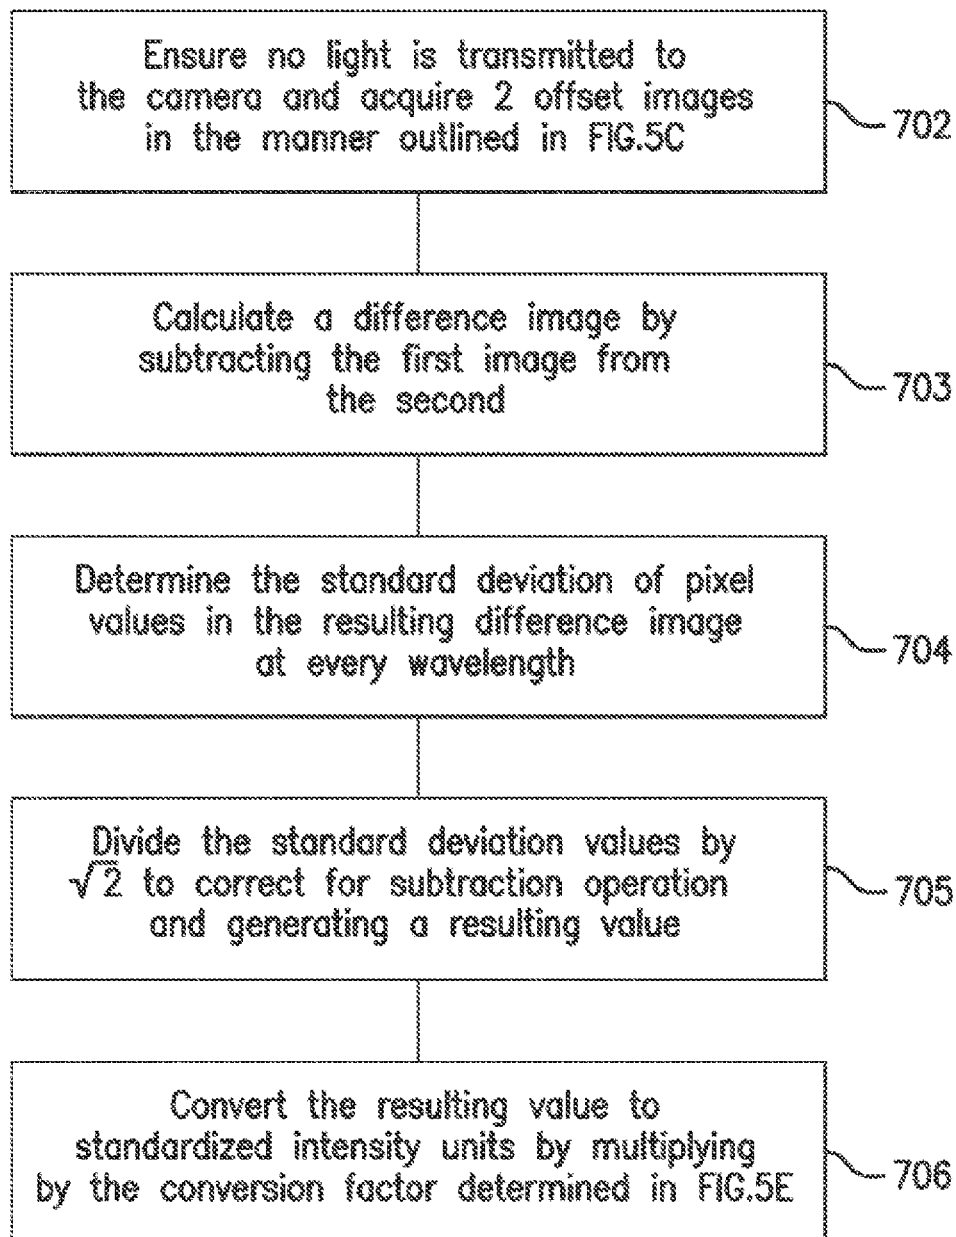 Ensure no light is transmitted to
the camera and acquire 2 offset images
in the manner outlined in FIG.5C
702
Calculate a difference image by
subtracting the first image from
the second
703
Determine the standard deviation of pixel
values in the resulting difference image
at every wavelength
704
Divide the standard deviation values by
√2 to correct for subtraction operation
and generating a resulting value
705
Convert the resulting value to
standardized intensity units by multiplying
by the conversion factor determined in FIG.5E
706